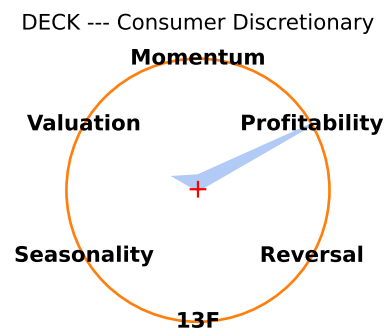 DECK --- Consumer Discretionary
Momentum
Valuation
Profitability
Seasonality
Reversal
13F